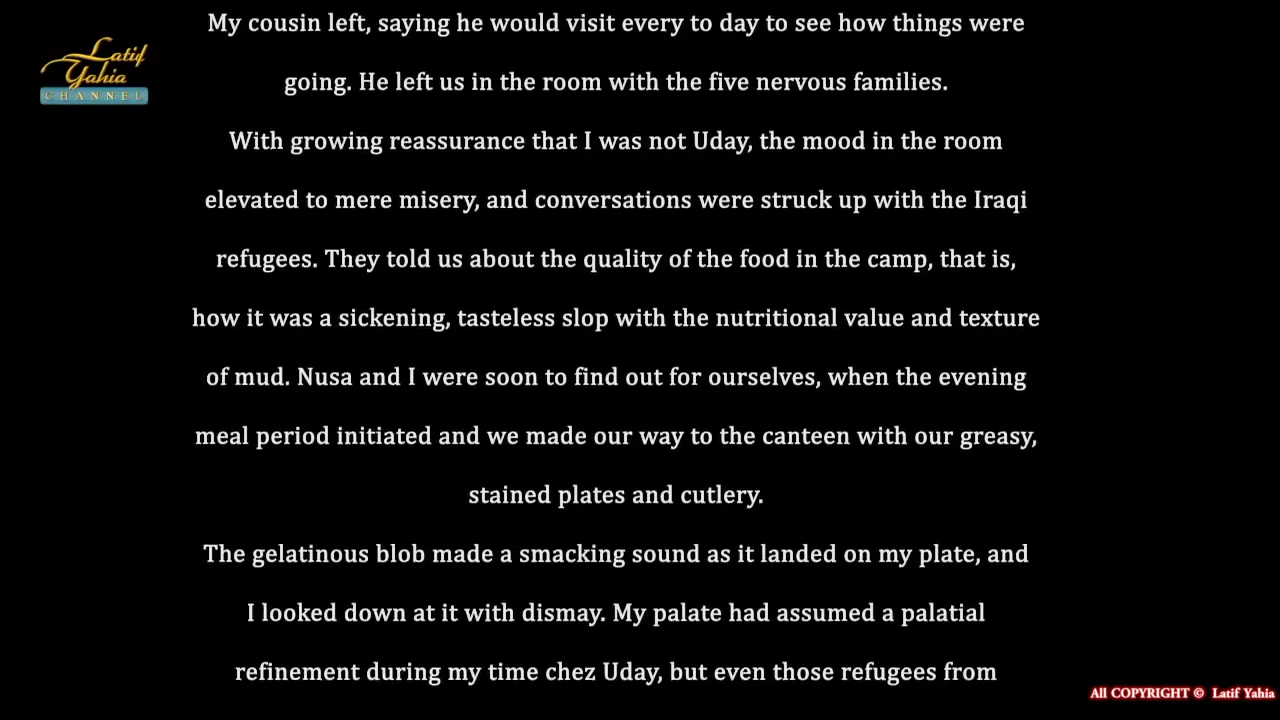 My cousin left, saying he would visit every to day to see how things were
going. He left us in the room with the five nervous families.
With growing reassurance that I was not Uday, the mood in the room
elevated to mere misery, and conversations were struck up with the Iraqi
refugees. They told us about the quality of the food in the camp, that is,
how it was a sickening, tasteless slop with the nutritional value and texture
of mud. Nusa and I were soon to find out for ourselves, when the evening
meal period initiated and we made our way to the canteen with our greasy,
stained plates and cutlery.
The gelatinous blob made a smacking sound as it landed on my plate, and
I looked down at it with dismay. My palate had assumed a palatial
refinement during my time chez Uday, but even those refugees from
Latif
Yahia
CHANNEL
All COPYRIGHT © Latif Yahia